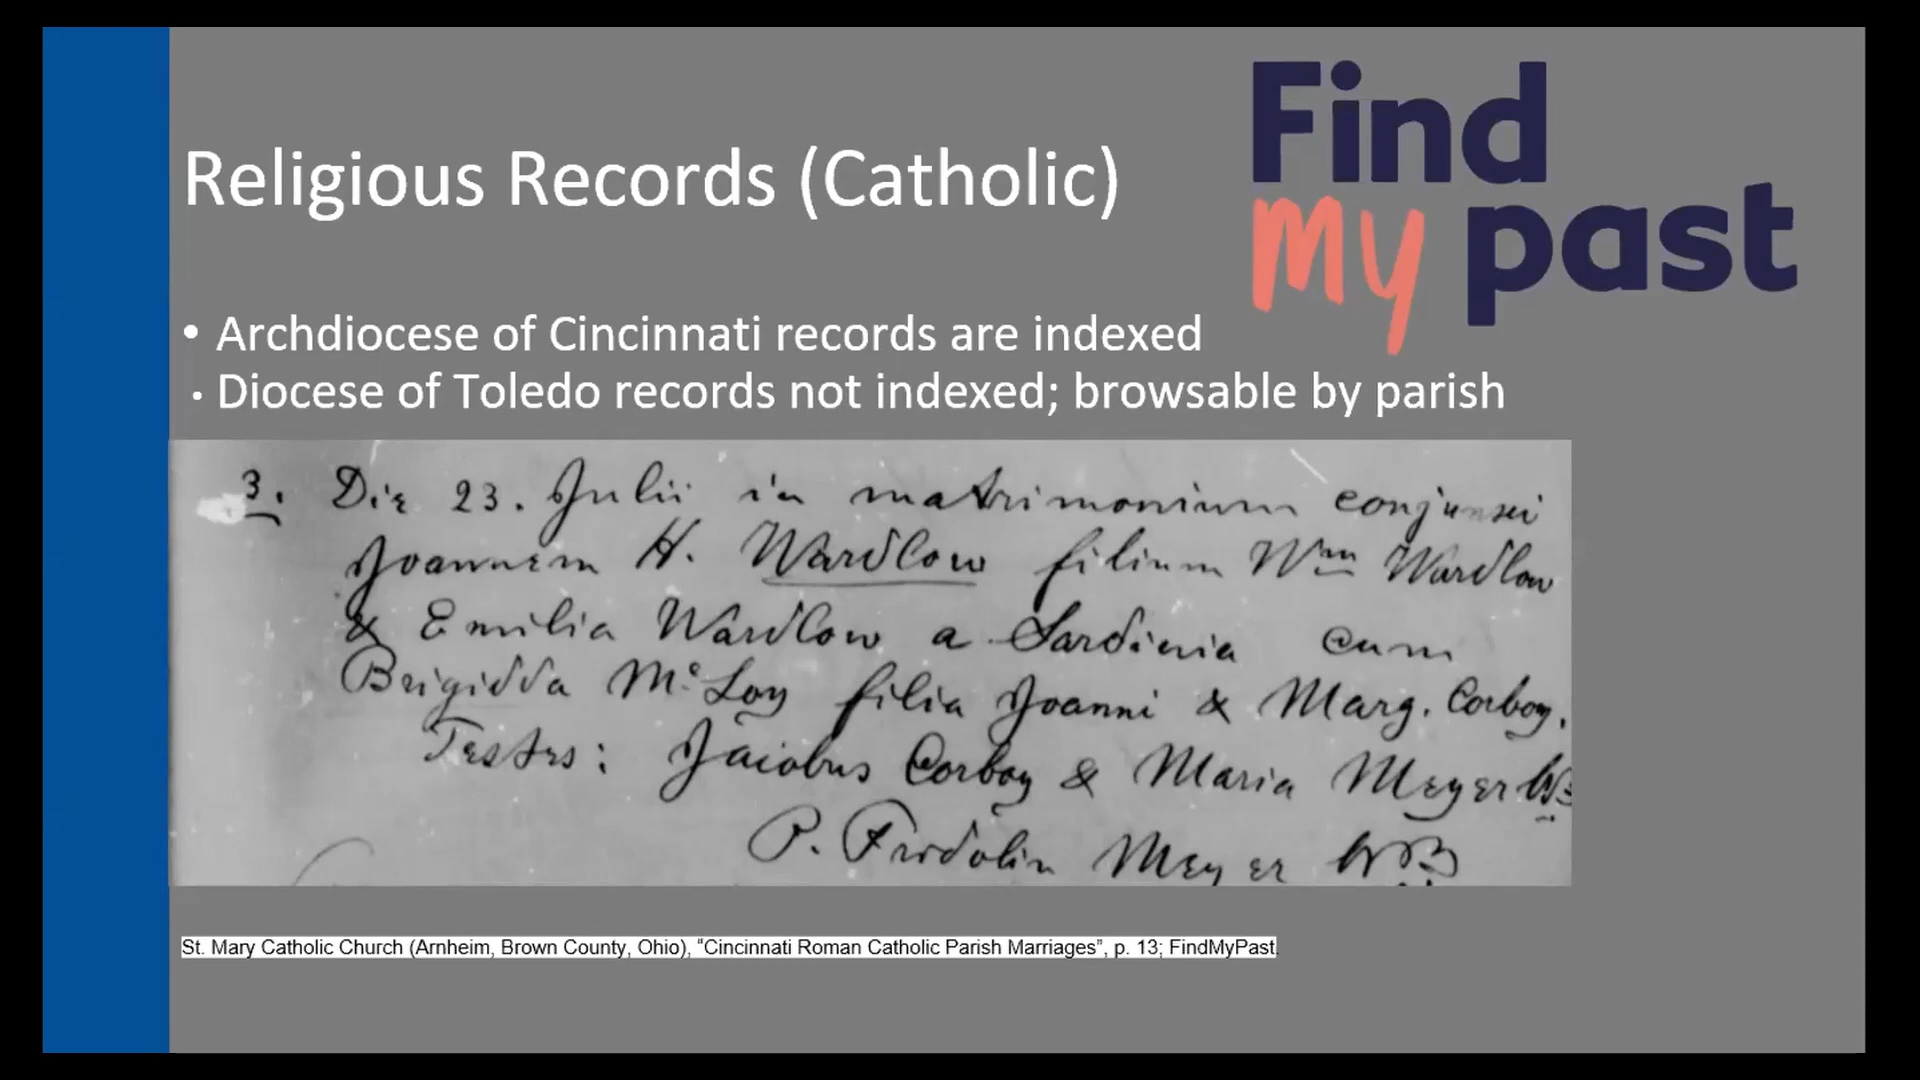 Religious Records (Catholic)
Find
my past
• Archdiocese of Cincinnati records are indexed
• Diocese of Toledo records not indexed; browsable by parish
3. Die 23. Julii in matrimonium conjunxi
Joannem H. Wardlow filium Wm Wardlow
& Emilia Wardlow a Sardinia cum
Brigidda McLoy filia Joanni & Marg. Corboy.
Testes: Jacobus Corboy & Maria Meyer
P. Fridolin Meyer
St. Mary Catholic Church (Arnheim, Brown County, Ohio), “Cincinnati Roman Catholic Parish Marriages”, p. 13; FindMyPast.